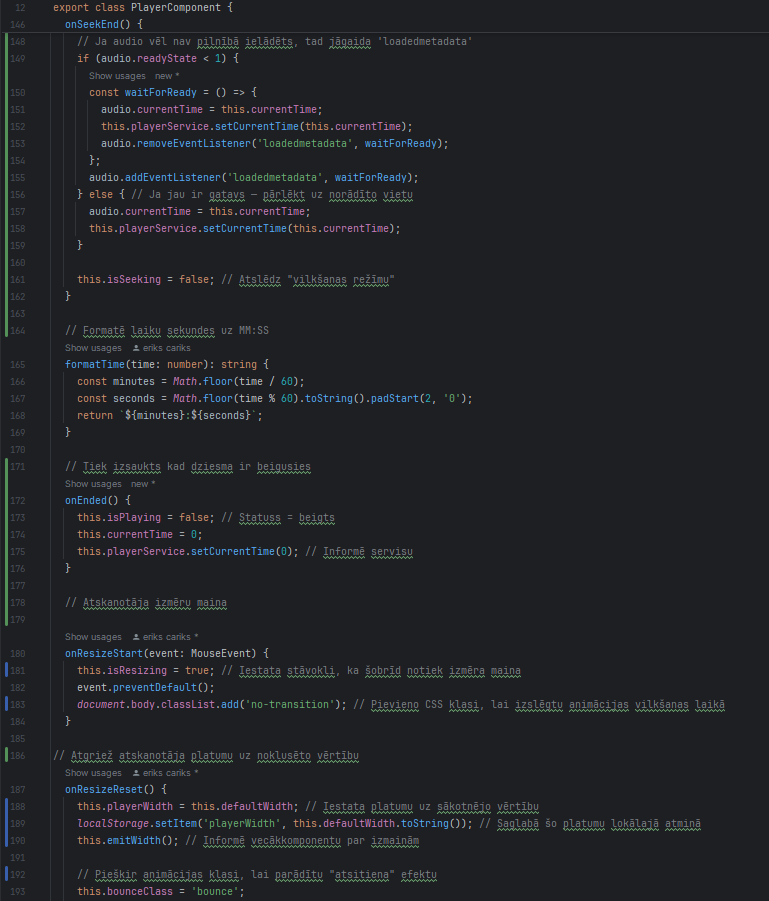 12 export class PlayerComponent {
146 onSeekEnd() {
148 // Ja audio vēl nav pilnībā ielādēts, tad jāgaida 'loadedmetadata'
149 if (audio.readyState < 1) {
Show usages new *
150 const waitForReady = () => {
151 audio.currentTime = this.currentTime;
152 this.playerService.setCurrentTime(this.currentTime);
153 audio.removeEventListener('loadedmetadata', waitForReady);
154 };
155 audio.addEventListener('loadedmetadata', waitForReady);
156 } else { // Ja jau ir gatavs — pārlēkt uz norādīto vietu
157 audio.currentTime = this.currentTime;
158 this.playerService.setCurrentTime(this.currentTime);
159 }
160
161 this.isSeeking = false; // Atslēdz "vilkšanas režīmu"
162 }
163
164 // Formatē laiku sekundes uz MM:SS
Show usages eriks cariks
165 formatTime(time: number): string {
166 const minutes = Math.floor(time / 60);
167 const seconds = Math.floor(time % 60).toString().padStart(2, '0');
168 return `${minutes}:${seconds}`;
169 }
170
171 // Tiek izsaukts kad dziesma ir beigusies
Show usages new *
172 onEnded() {
173 this.isPlaying = false; // Statuss = beigts
174 this.currentTime = 0;
175 this.playerService.setCurrentTime(0); // Informē servisu
176 }
177
178 // Atskanotāja izmēru maina
179
Show usages eriks cariks *
180 onResizeStart(event: MouseEvent) {
181 this.isResizing = true; // Iestata stāvokli, ka šobrīd notiek izmēra maina
182 event.preventDefault();
183 document.body.classList.add('no-transition'); // Pievieno CSS klasi, lai izslēgtu animācijas vilkšanas laikā
184 }
185
186 // Atgriež atskanotāja platumu uz noklusēto vērtību
Show usages eriks cariks *
187 onResizeReset() {
188 this.playerWidth = this.defaultWidth; // Iestata platumu uz sākotnējo vērtību
189 localStorage.setItem('playerWidth', this.defaultWidth.toString()); // Saglabā šo platumu lokālajā atmiņā
190 this.emitWidth(); // Informē vecākkomponentu par izmaiņām
191
192 // Piešķir animācijas klasi, lai parādītu "atsitiena" efektu
193 this.bounceClass = 'bounce';